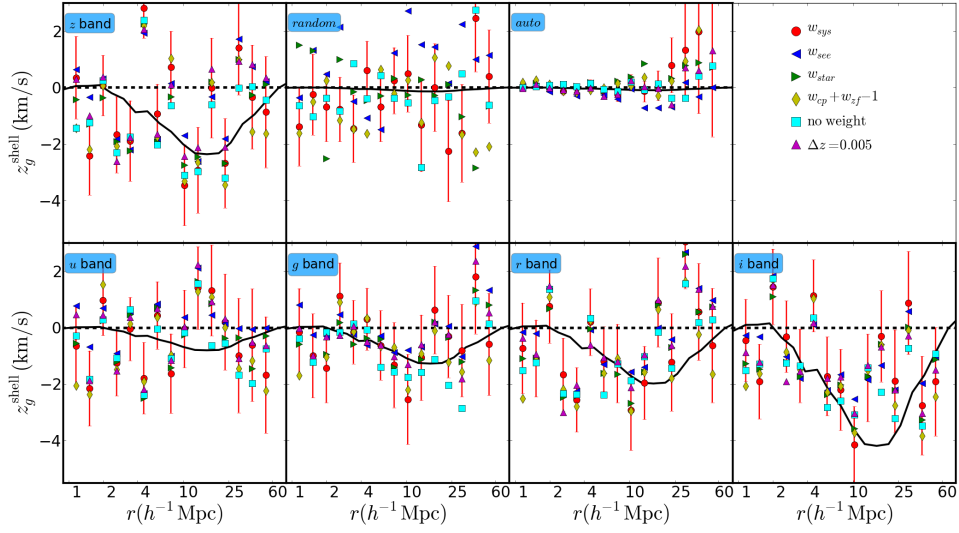 z band
random
auto
w_sys
w_see
w_star
w_cp + w_zf − 1
no weight
Δz = 0.005
z_g^shell (km/s)
2
0
−2
−4
u band
g band
r band
i band
z_g^shell (km/s)
2
0
−2
−4
1 2 4 10 25 60
1 2 4 10 25 60
1 2 4 10 25 60
1 2 4 10 25 60
r(h⁻¹ Mpc)
r(h⁻¹ Mpc)
r(h⁻¹ Mpc)
r(h⁻¹ Mpc)